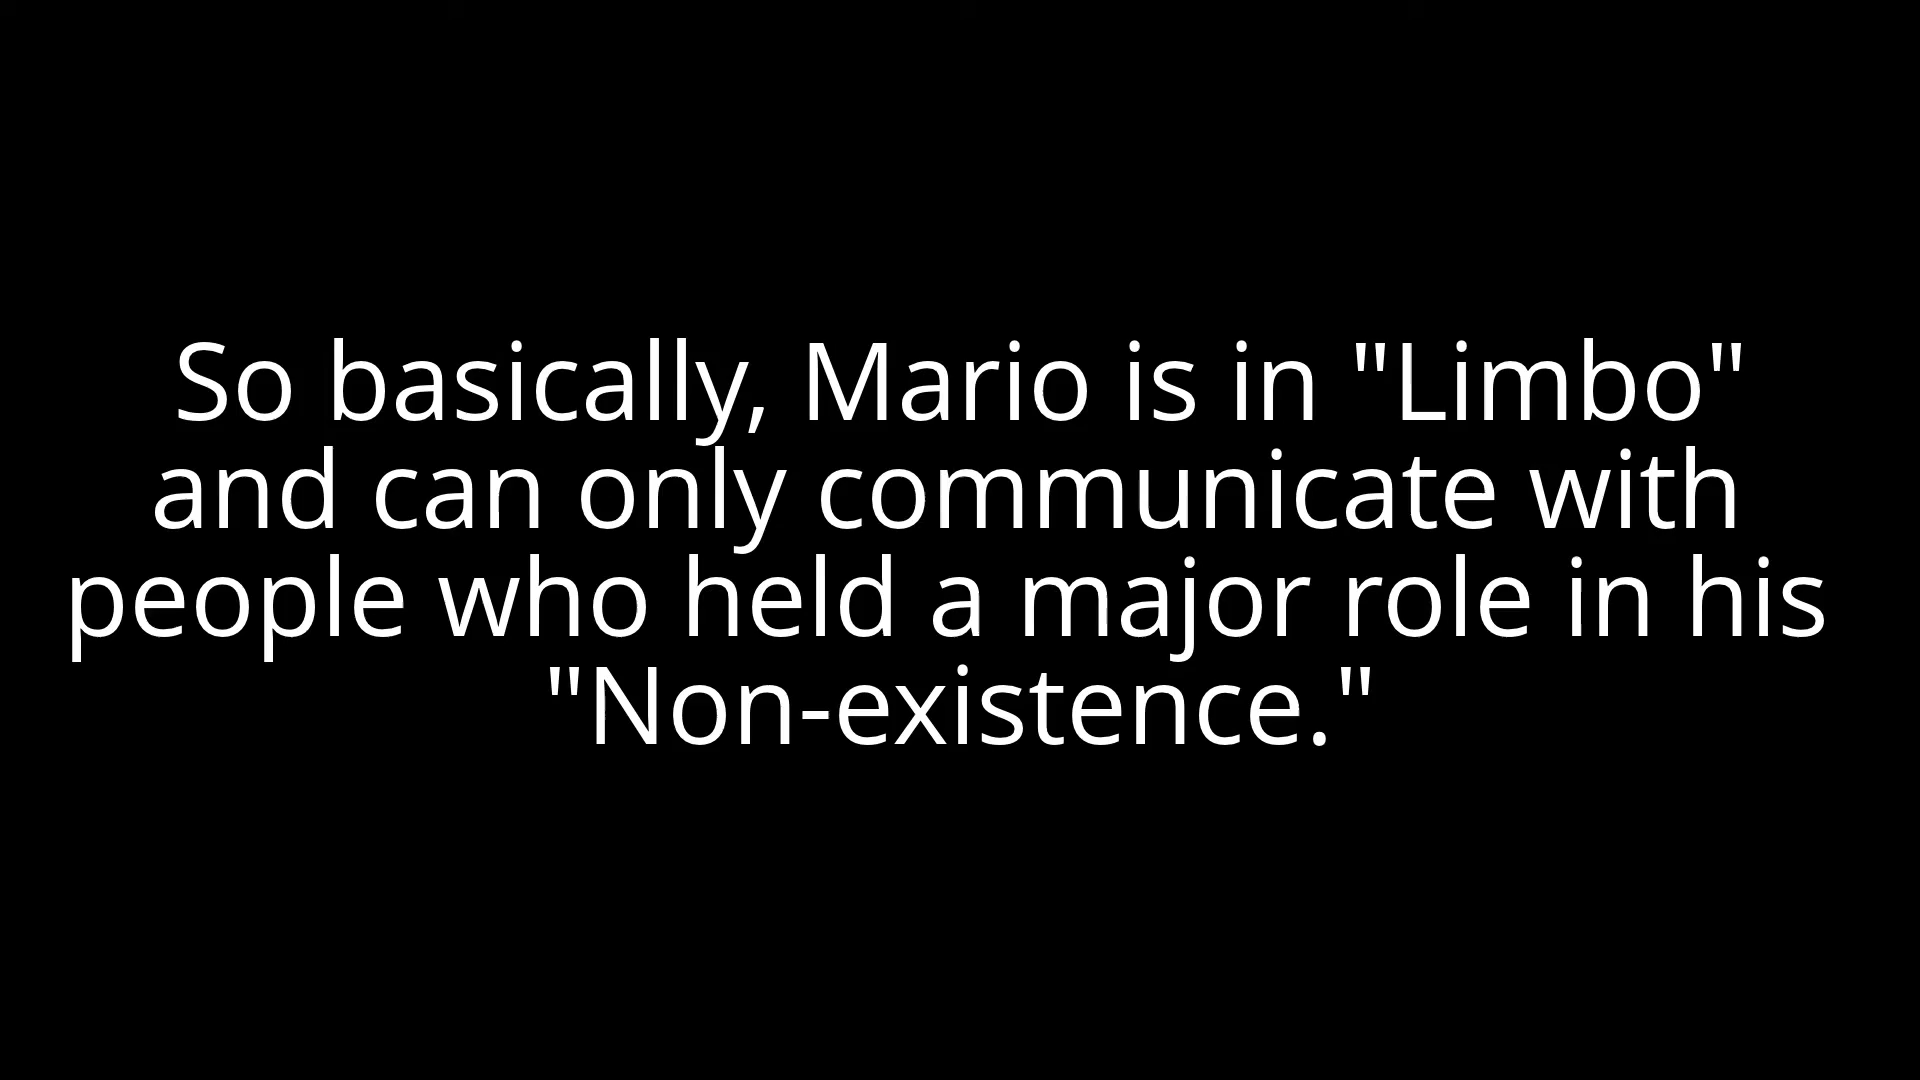 So basically, Mario is in "Limbo"
and can only communicate with
people who held a major role in his
"Non-existence."